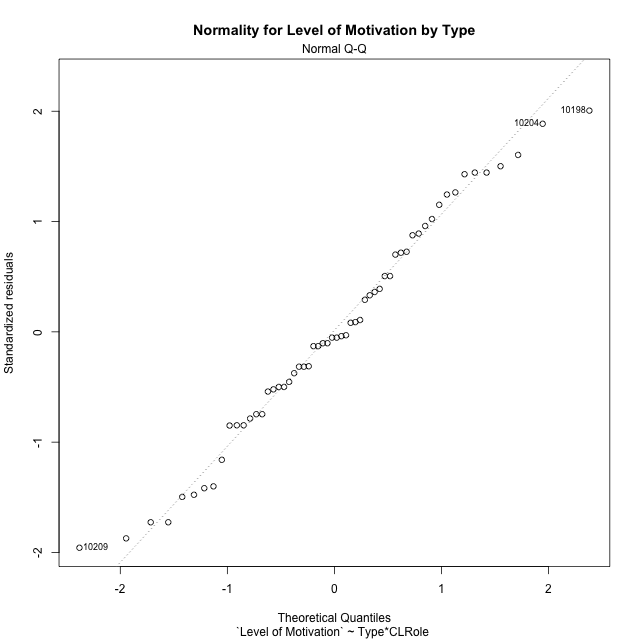 Normality for Level of Motivation by Type
Normal Q-Q
Standardized residuals
2
1
0
-1
-2
10198
10204
10209
-2 -1 0 1 2
Theoretical Quantiles
`Level of Motivation` ~ Type*CLRole